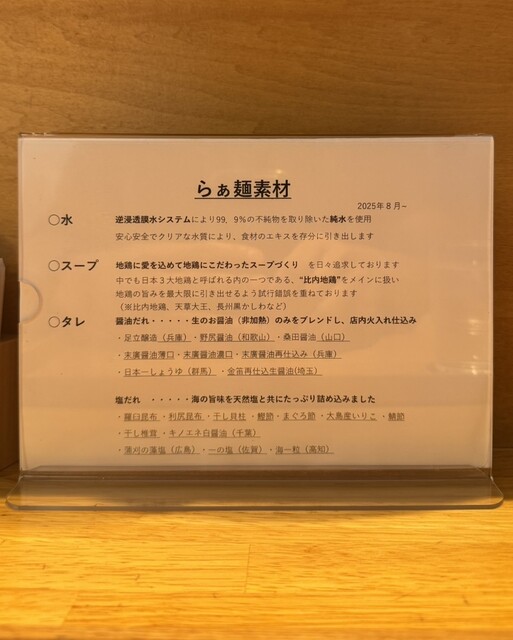 らぁ麺素材
2025年8月~
○水 逆浸透膜水システムにより99，9％の不純物を取り除いた純水を使用
安心安全でクリアな水質により、食材のエキスを存分に引き出します
○スープ 地鶏に愛を込めて地鶏にこだわったスープづくり を日々追求しております
中でも日本3大地鶏と呼ばれる内の一つである、“比内地鶏”をメインに扱い
地鶏の旨みを最大限に引き出せるよう試行錯誤を重ねております
（※比内地鶏、天草大王、長州黒かしわなど）
○タレ 醤油だれ・・・・・生のお醤油（非加熱）のみをブレンドし、店内火入れ仕込み
・足立醸造（兵庫）・野尻醤油（和歌山）・桑田醤油（山口）
・末廣醤油薄口・末廣醤油濃口・末廣醤油再仕込み（兵庫）
・日本一しょうゆ（群馬）・金笛再仕込生醤油(埼玉）
塩だれ ・・・・・海の旨味を天然塩と共にたっぷり詰め込みました
・羅臼昆布・利尻昆布・干し貝柱・鰹節・まぐろ節・大羽産いりこ・鯖節
・干し椎茸・キノエネ白醤油（千葉）
・藻刈の藻塩（広島）・一の塩（佐賀）・海一粒（高知）